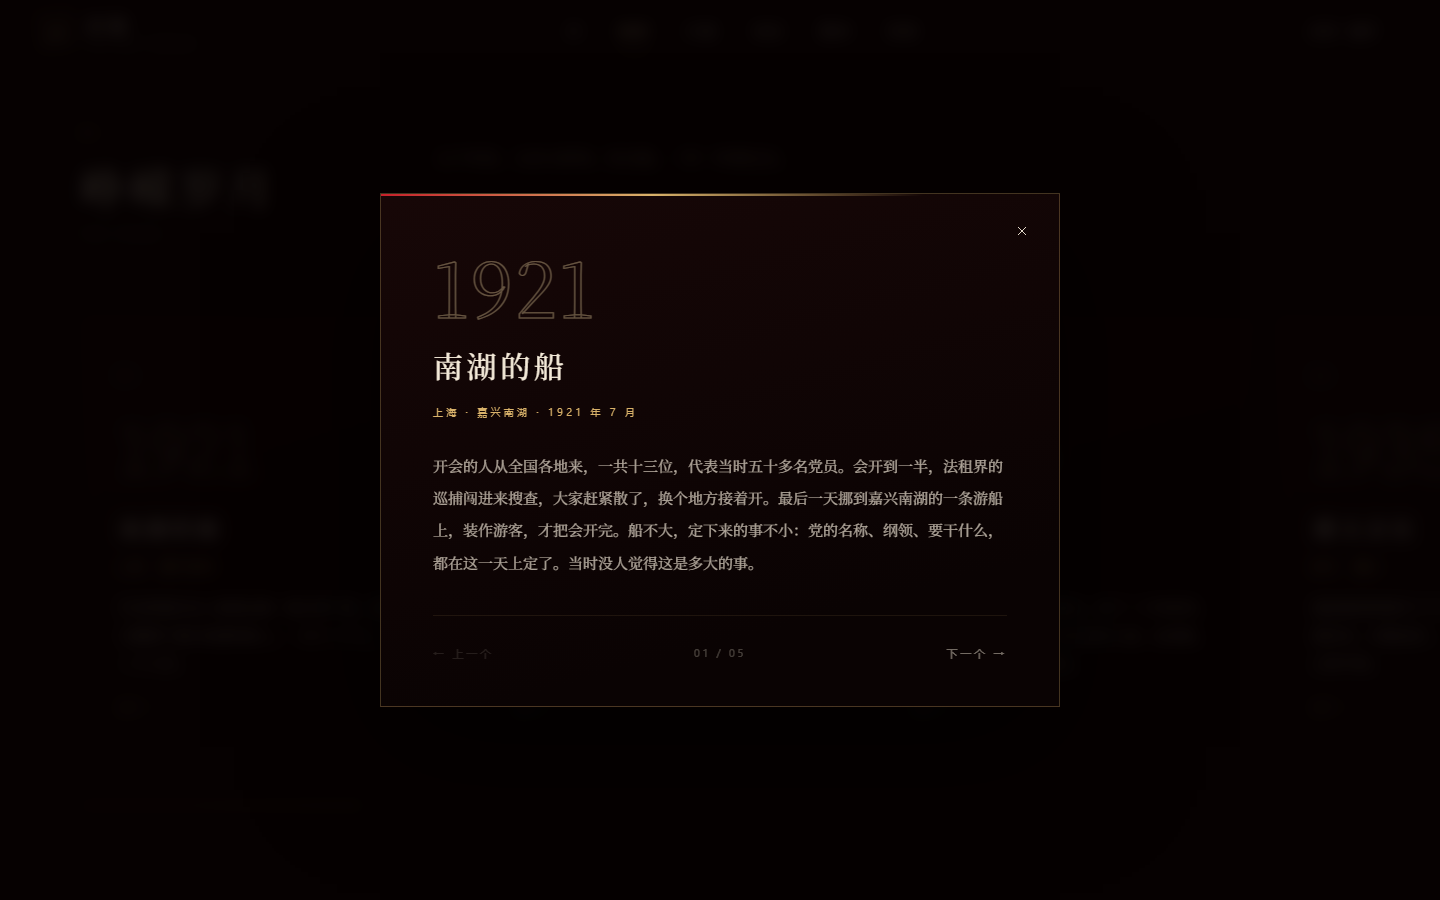 1921
南湖的船
上海 · 嘉兴南湖 · 1921 年 7 月
开会的人从全国各地来，一共十三位，代表当时五十多名党员。会开到一半，法租界的
巡捕闯进来搜查，大家赶紧散了，换个地方接着开。最后一天挪到嘉兴南湖的一条游船
上，装作游客，才把会开完。船不大，定下来的事不小：党的名称、纲领、要干什么，
都在这一天上定了。当时没人觉得这是多大的事。
← 上一个
01 / 05
下一个 →